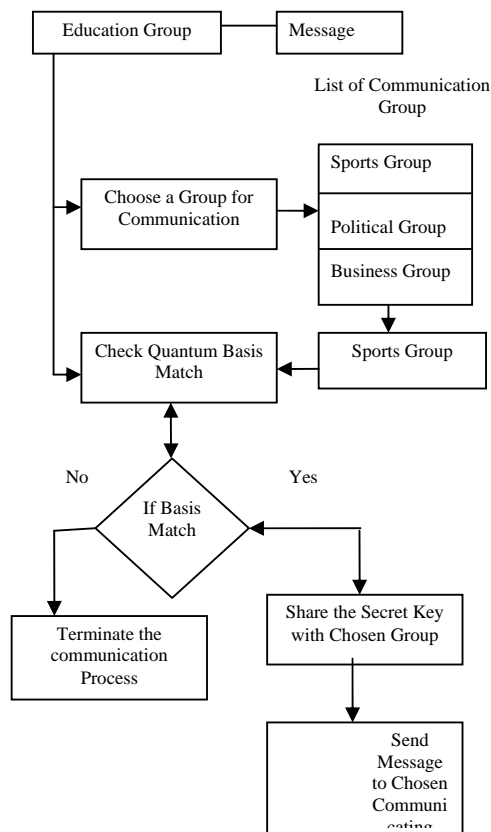 Education Group
Message
List of Communication
Group
Sports Group
Choose a Group for
Communication
Political Group
Business Group
Check Quantum Basis
Match
Sports Group
No
Yes
If Basis
Match
Share the Secret Key
with Chosen Group
Terminate the
communication
Process
Send
Message
to Chosen
Communi
cating